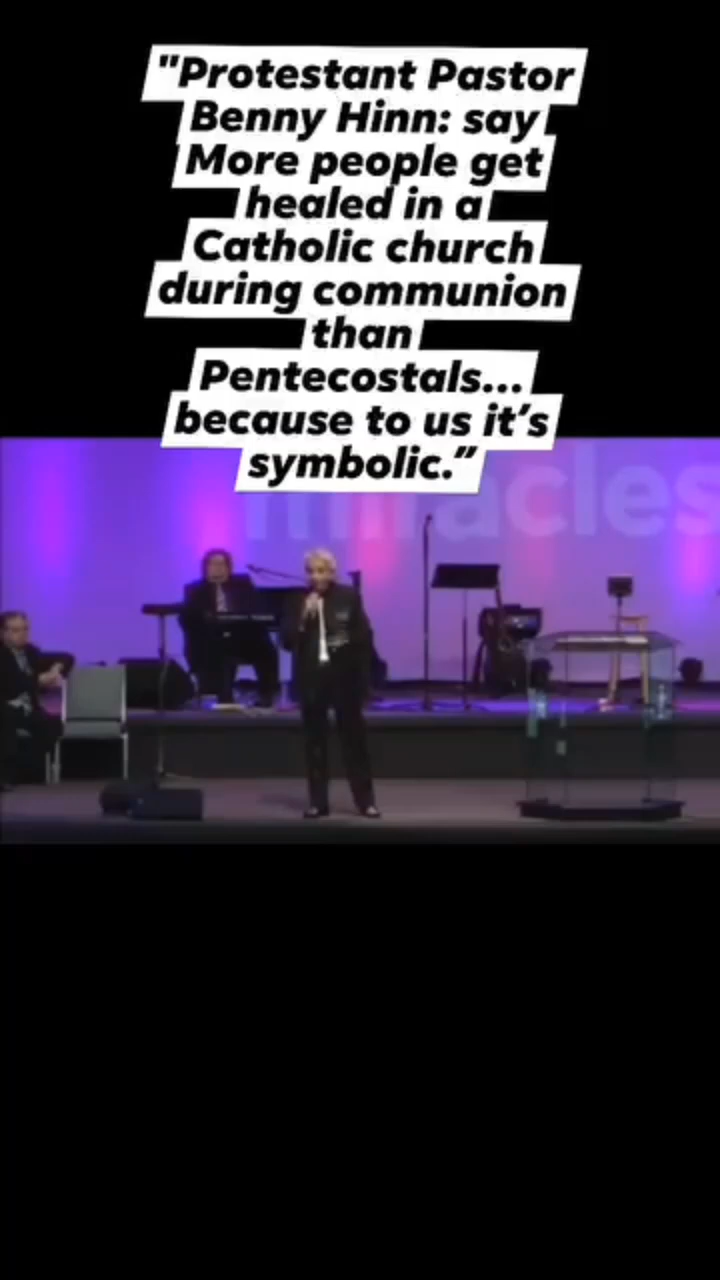 "Protestant Pastor
Benny Hinn: say
More people get
healed in a
Catholic church
during communion
than
Pentecostals...
because to us it’s
symbolic.”
miracles